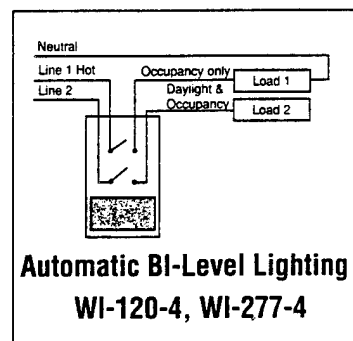 Neutral
Line 1 Hot
Occupancy only
Load 1
Line 2
Daylight &
Occupancy
Load 2
Automatic BI-Level Lighting
WI-120-4, WI-277-4